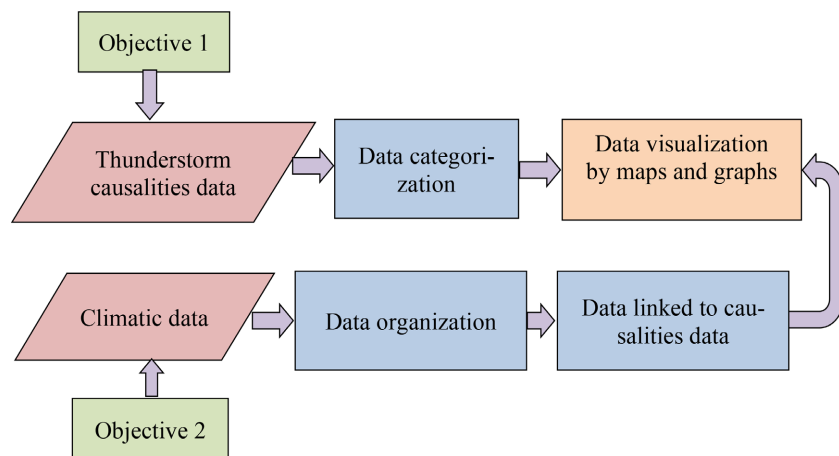 Objective 1
Thunderstorm
causalities data
Data categori-
zation
Data visualization
by maps and graphs
Climatic data
Data organization
Data linked to cau-
salities data
Objective 2